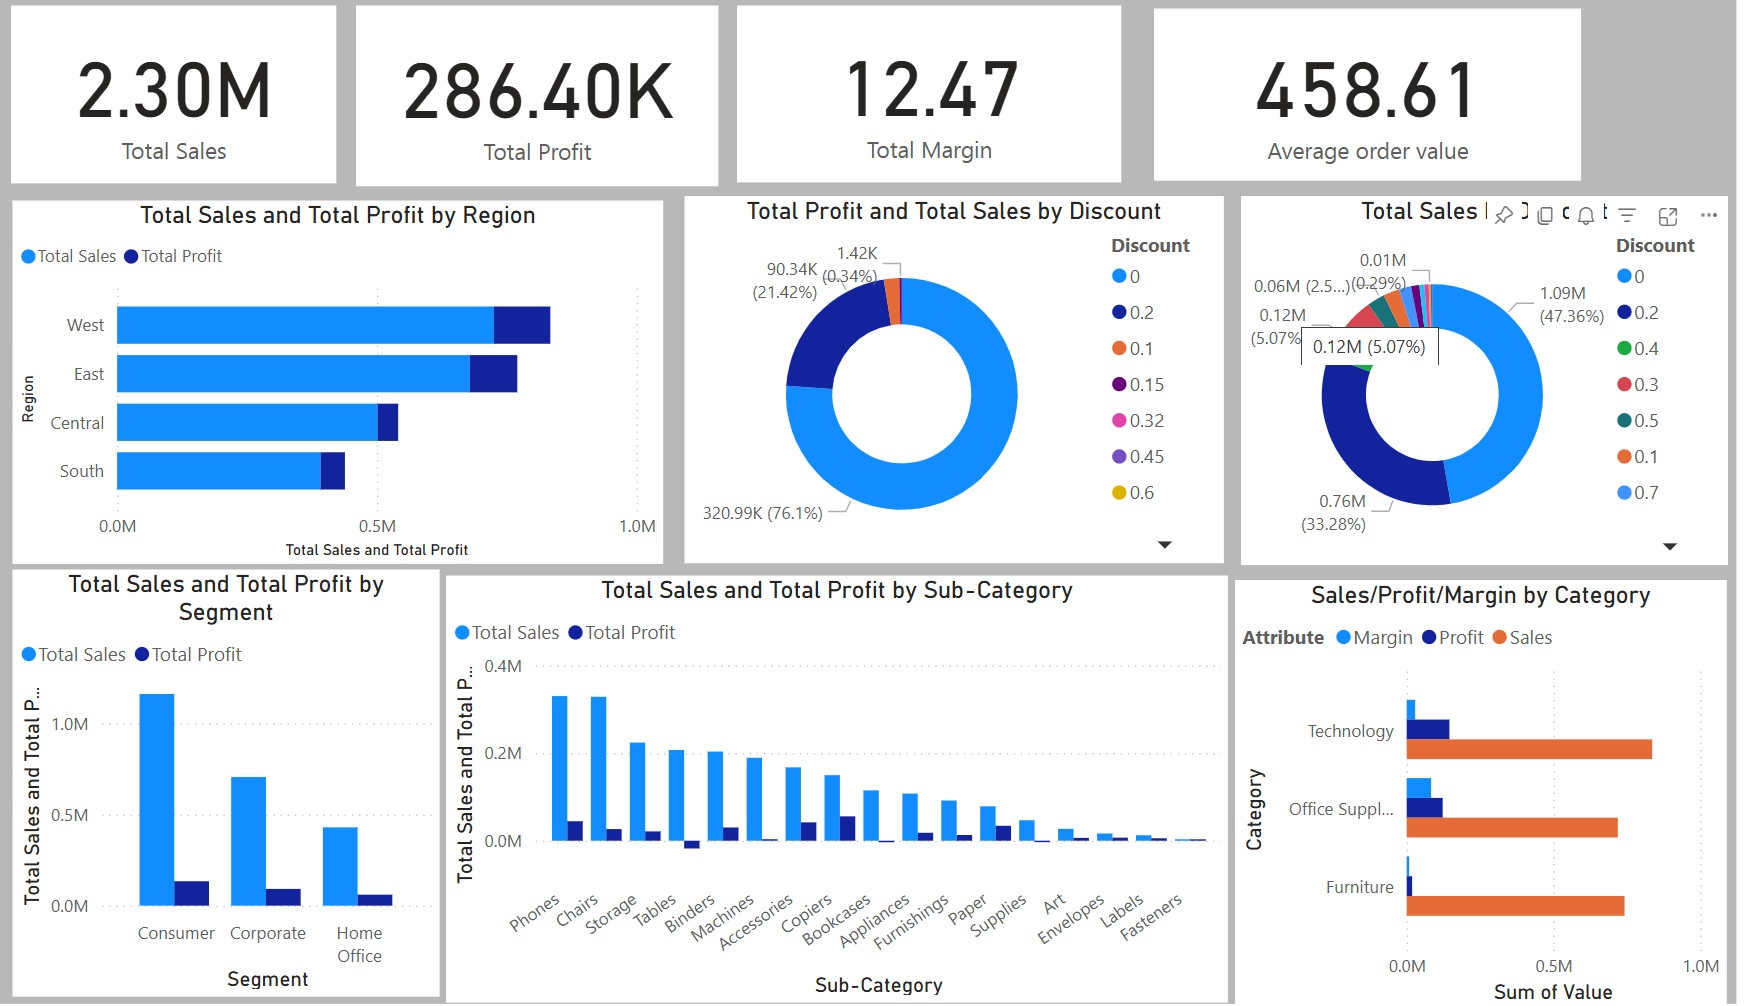 2.30M
Total Sales
286.40K
Total Profit
12.47
Total Margin
458.61
Average order value
Total Sales and Total Profit by Region
Total Sales Total Profit
Region
West
East
Central
South
0.0M 0.5M 1.0M
Total Sales and Total Profit
Total Profit and Total Sales by Discount
1.42K
(0.34%)
90.34K
(21.42%)
320.99K (76.1%)
Discount
0
0.2
0.1
0.15
0.32
0.45
0.6
Total Sales
0.01M
(0.29%)
0.06M (2.5...)
0.12M
(5.07%
0.12M (5.07%)
1.09M
(47.36%)
0.76M
(33.28%)
Discount
0
0.2
0.4
0.3
0.5
0.1
0.7
Total Sales and Total Profit by
Segment
Total Sales Total Profit
Total Sales and Total P...
1.0M
0.5M
0.0M
Consumer Corporate Home
Office
Segment
Total Sales and Total Profit by Sub-Category
Total Sales Total Profit
Total Sales and Total P...
0.4M
0.2M
0.0M
Phones
Chairs
Storage
Tables
Binders
Machines
Accessories
Copiers
Bookcases
Appliances
Furnishings
Paper
Supplies
Art
Envelopes
Labels
Fasteners
Sub-Category
Sales/Profit/Margin by Category
Attribute Margin Profit Sales
Category
Technology
Office Suppl...
Furniture
0.0M 0.5M 1.0M
Sum of Value